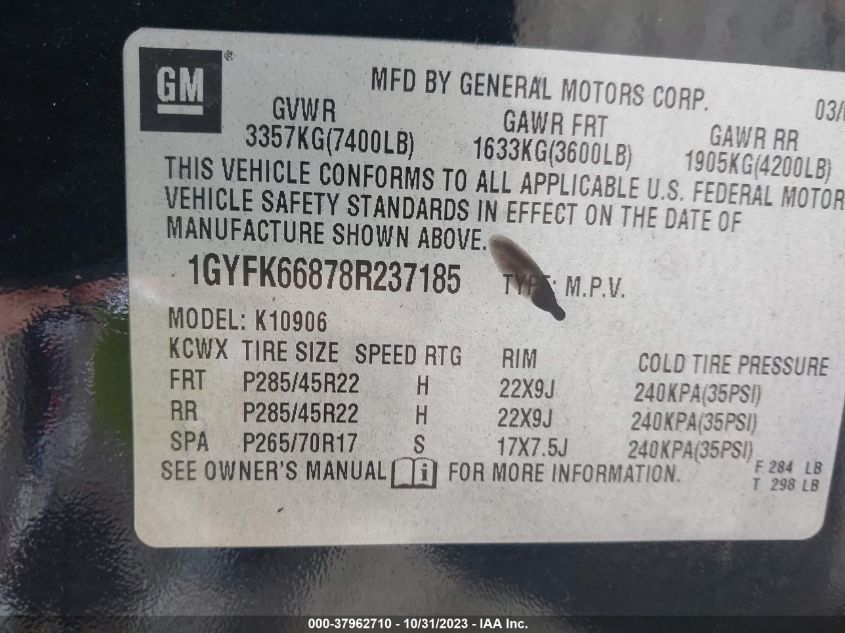 GM ®
MFD BY GENERAL MOTORS CORP.
03/
GVWR GAWR FRT GAWR RR
3357KG(7400LB) 1633KG(3600LB) 1905KG(4200LB)
THIS VEHICLE CONFORMS TO ALL APPLICABLE U.S. FEDERAL MOTOR
VEHICLE SAFETY STANDARDS IN EFFECT ON THE DATE OF
MANUFACTURE SHOWN ABOVE.
1GYFK66878R237185 TYPE: M.P.V.
MODEL: K10906
KCWX TIRE SIZE SPEED RTG RIM COLD TIRE PRESSURE
FRT P285/45R22 H 22X9J 240KPA(35PSI)
RR P285/45R22 H 22X9J 240KPA(35PSI)
SPA P265/70R17 S 17X7.5J 240KPA(35PSI)
SEE OWNER'S MANUAL i FOR MORE INFORMATION.
F 284 LB
T 298 LB
000-37962710 - 10/31/2023 - IAA Inc.